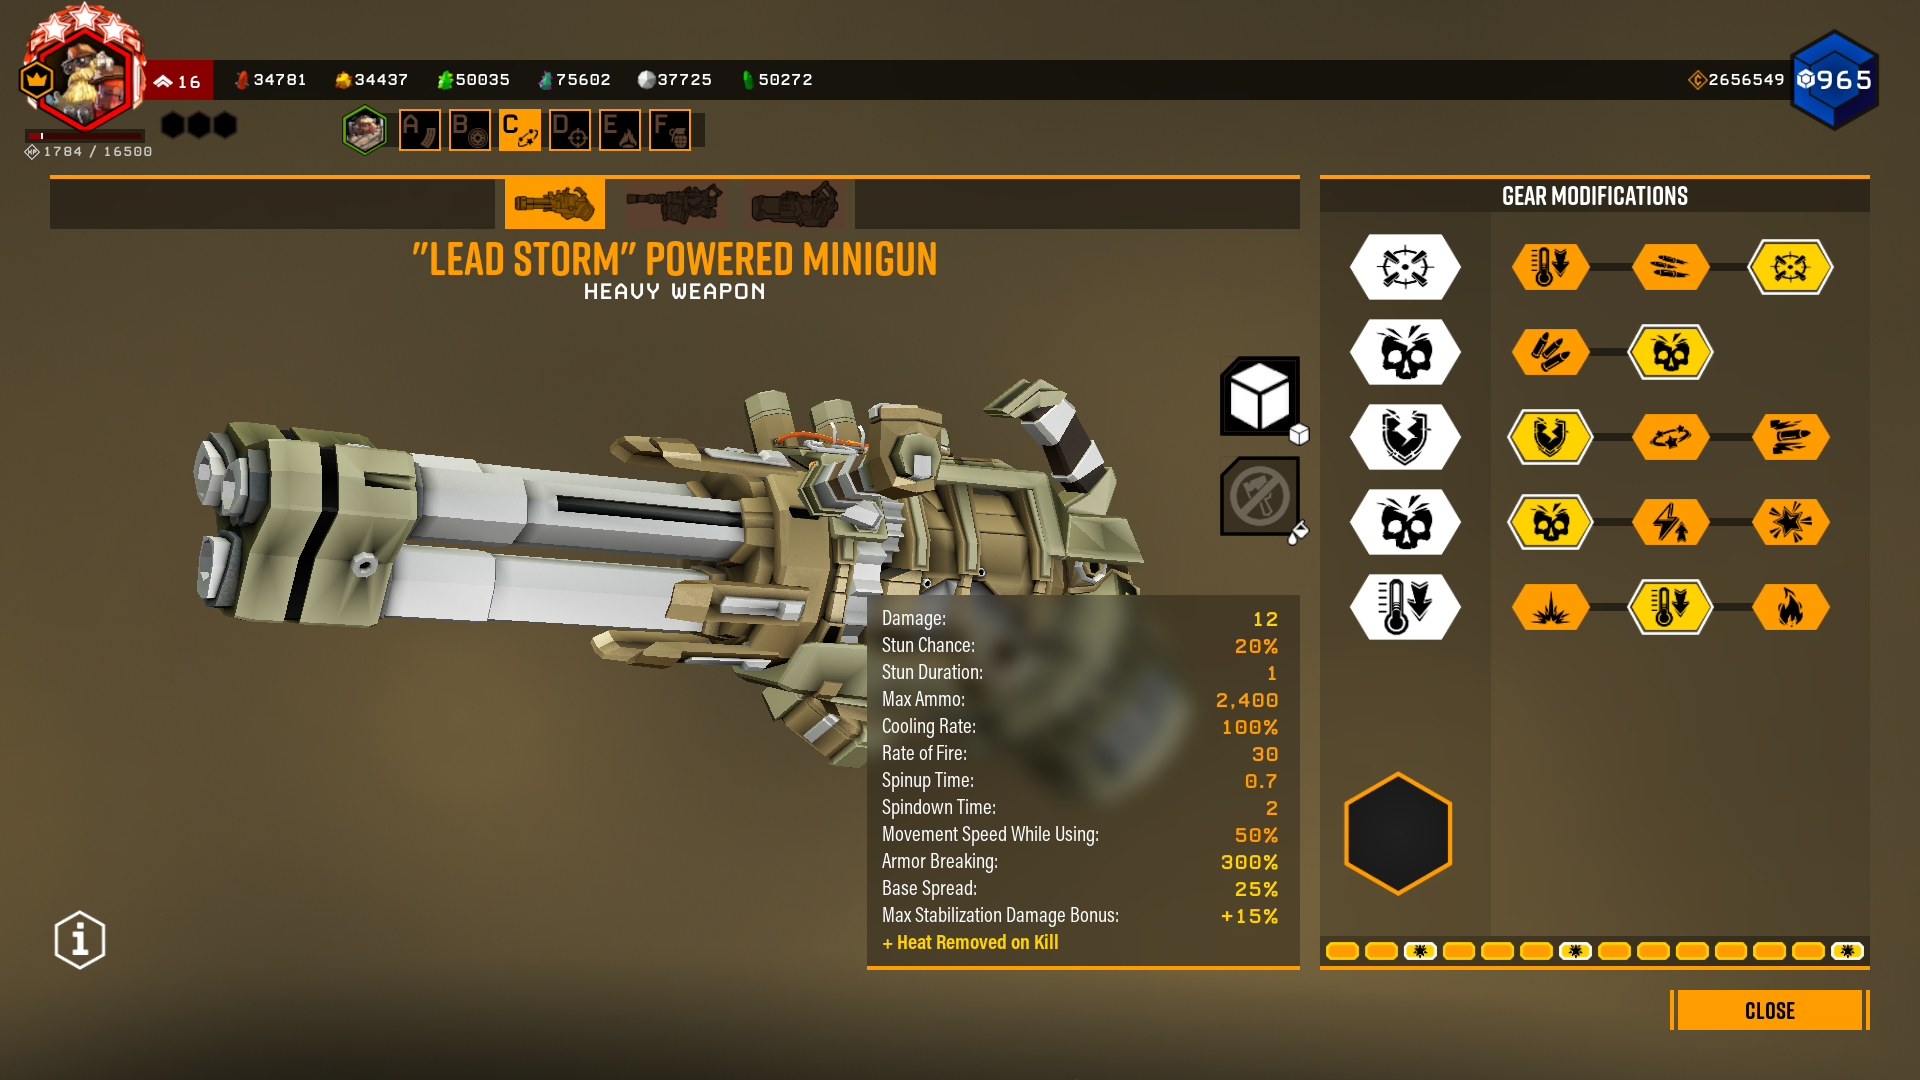 16
34781
34437
50035
75602
37725
50272
2656549
965
A
B
C
D
E
F
HP
1784 / 16500
GEAR MODIFICATIONS
"LEAD STORM" POWERED MINIGUN
HEAVY WEAPON
Damage: 12
Stun Chance: 20%
Stun Duration: 1
Max Ammo: 2,400
Cooling Rate: 100%
Rate of Fire: 30
Spinup Time: 0.7
Spindown Time: 2
Movement Speed While Using: 50%
Armor Breaking: 300%
Base Spread: 25%
Max Stabilization Damage Bonus: +15%
+ Heat Removed on Kill
CLOSE